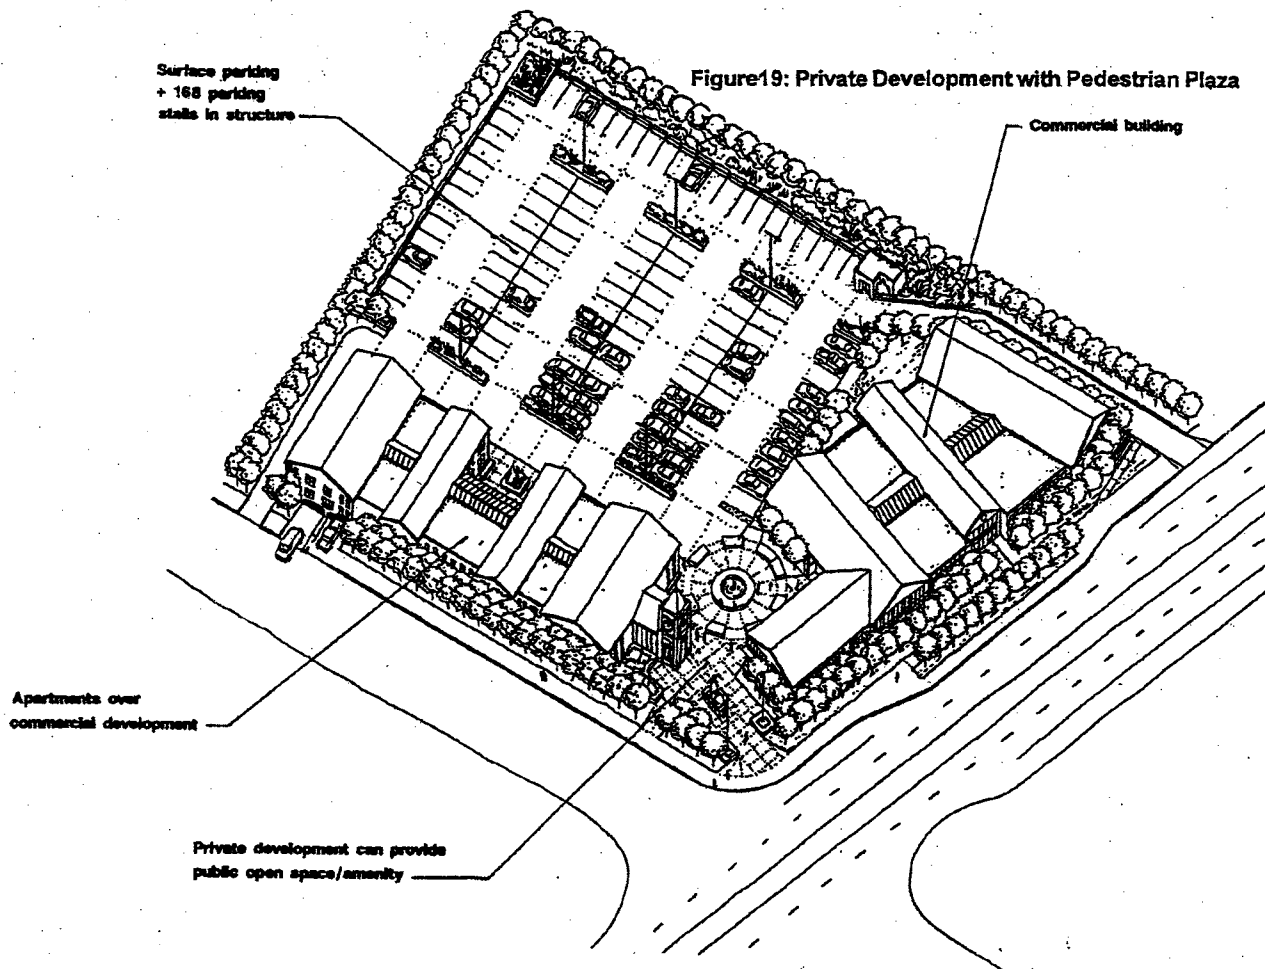 Surface parking
+ 168 parking
stalls in structure
Figure19: Private Development with Pedestrian Plaza
Commercial building
Apartments over
commercial development
Private development can provide
public open space/amenity